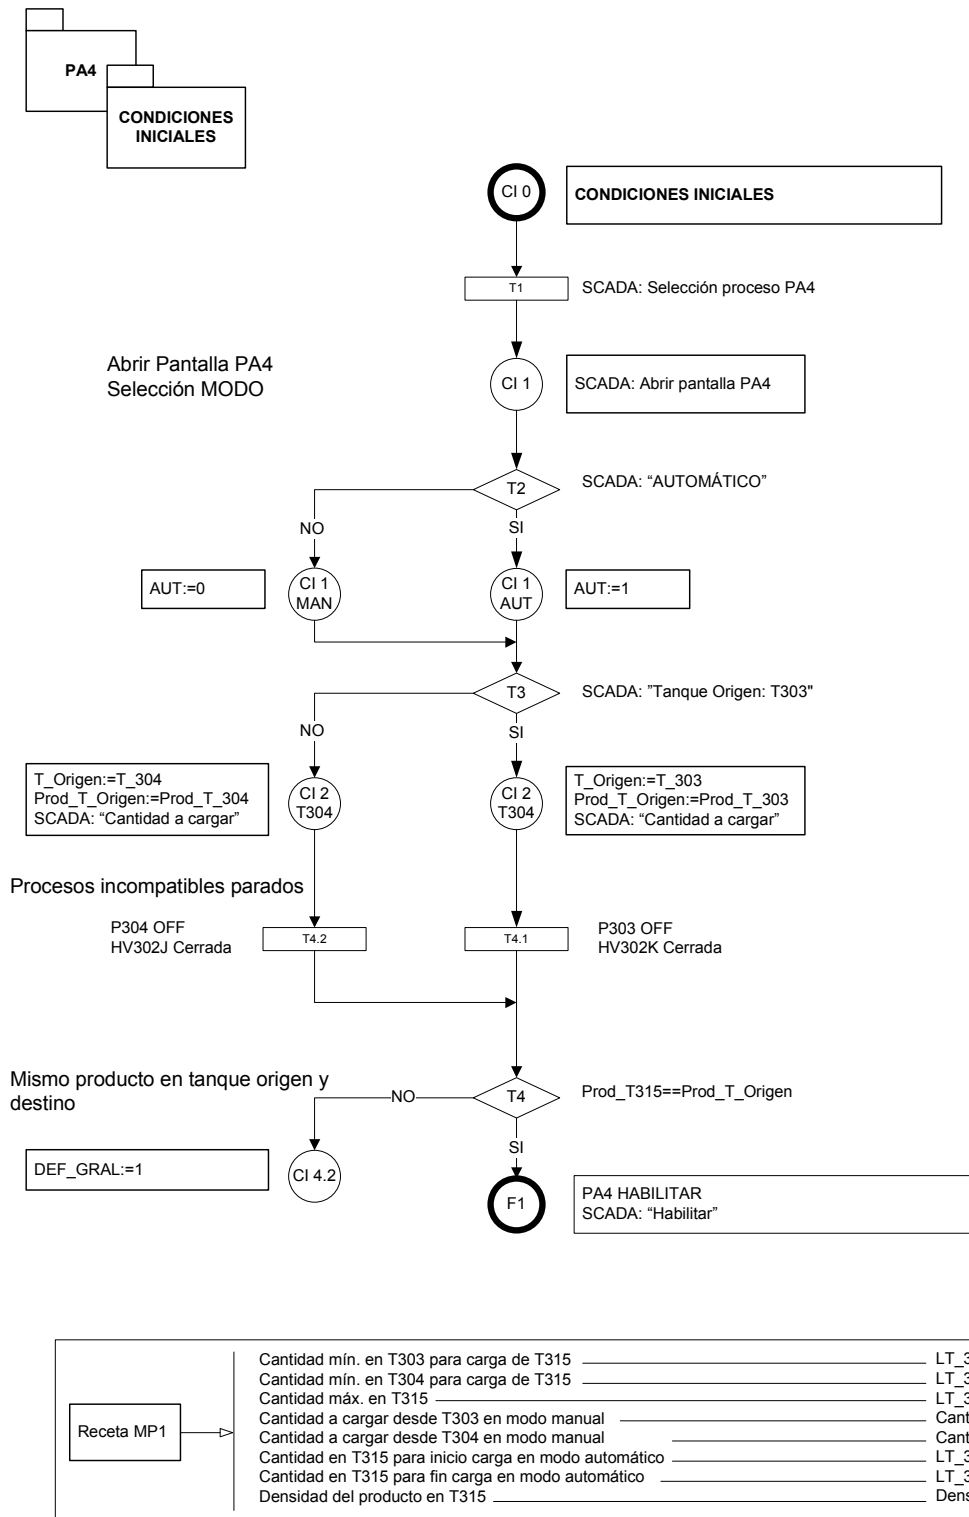 PA4
CONDICIONES
INICIALES
CI 0
CONDICIONES INICIALES
T1
SCADA: Selección proceso PA4
Abrir Pantalla PA4
Selección MODO
CI 1
SCADA: Abrir pantalla PA4
T2
SCADA: “AUTOMÁTICO”
NO
SI
AUT:=0
CI 1
MAN
CI 1
AUT
AUT:=1
T3
SCADA: ”Tanque Origen: T303"
NO
SI
T_Origen:=T_304
Prod_T_Origen:=Prod_T_304
SCADA: “Cantidad a cargar”
CI 2
T304
CI 2
T304
T_Origen:=T_303
Prod_T_Origen:=Prod_T_303
SCADA: “Cantidad a cargar”
Procesos incompatibles parados
P304 OFF
HV302J Cerrada
T4.2
T4.1
P303 OFF
HV302K Cerrada
Mismo producto en tanque origen y
destino
NO
T4
Prod_T315==Prod_T_Origen
SI
DEF_GRAL:=1
CI 4.2
F1
PA4 HABILITAR
SCADA: “Habilitar”
Receta MP1
Cantidad mín. en T303 para carga de T315 LT_3
Cantidad mín. en T304 para carga de T315 LT_3
Cantidad máx. en T315 LT_3
Cantidad a cargar desde T303 en modo manual Cant
Cantidad a cargar desde T304 en modo manual Cant
Cantidad en T315 para inicio carga en modo automático LT_3
Cantidad en T315 para fin carga en modo automático LT_3
Densidad del producto en T315 Dens